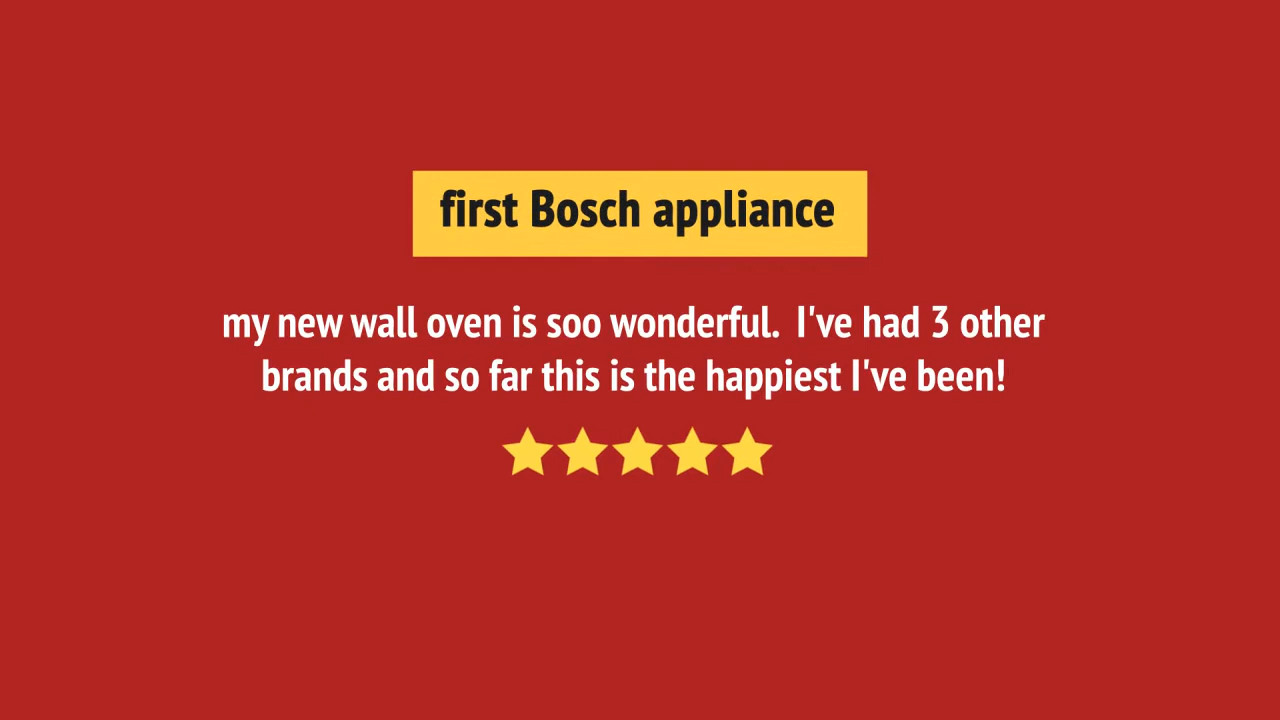 first Bosch appliance
my new wall oven is soo wonderful.  I've had 3 other
brands and so far this is the happiest I've been!